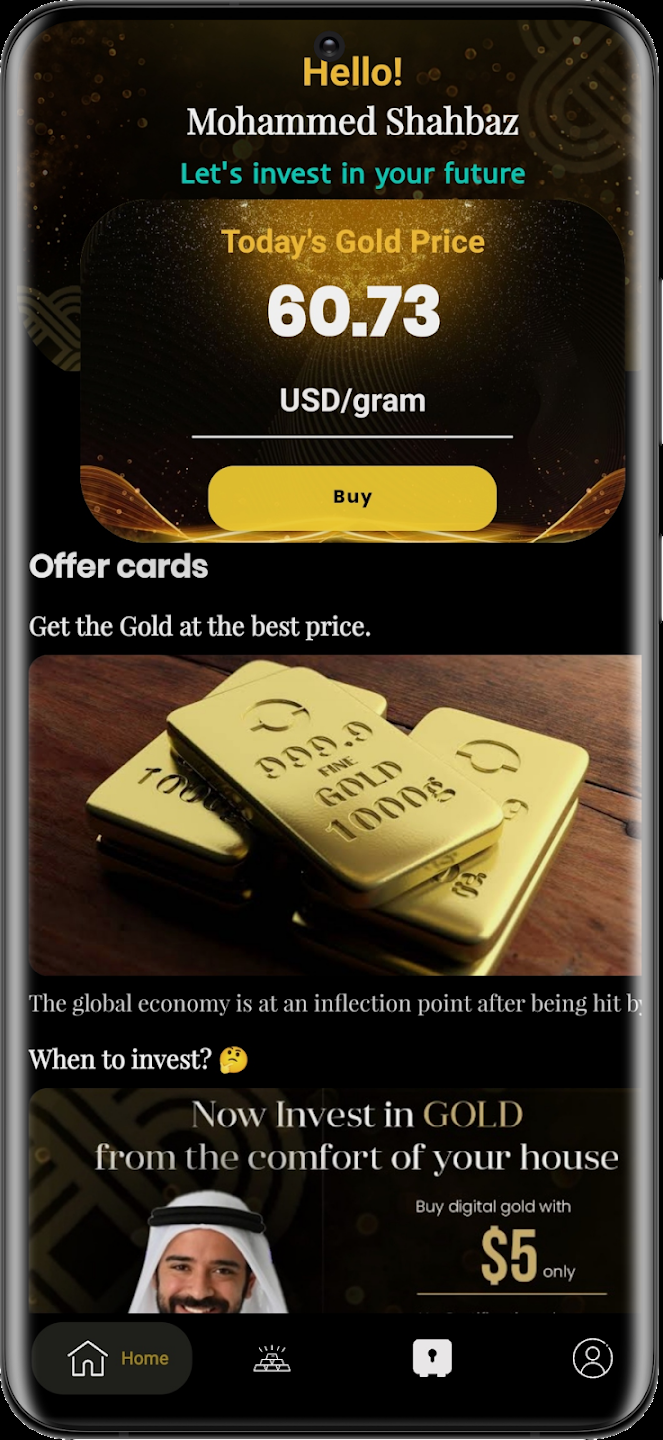 Hello!
Mohammed Shahbaz
Let's invest in your future
Today's Gold Price
60.73
USD/gram
Buy
Offer cards
Get the Gold at the best price.
999.9
FINE
GOLD
1000g
The global economy is at an inflection point after being hit by
When to invest? 🤔
Now Invest in GOLD
from the comfort of your house
Buy digital gold with
$5 only
Home